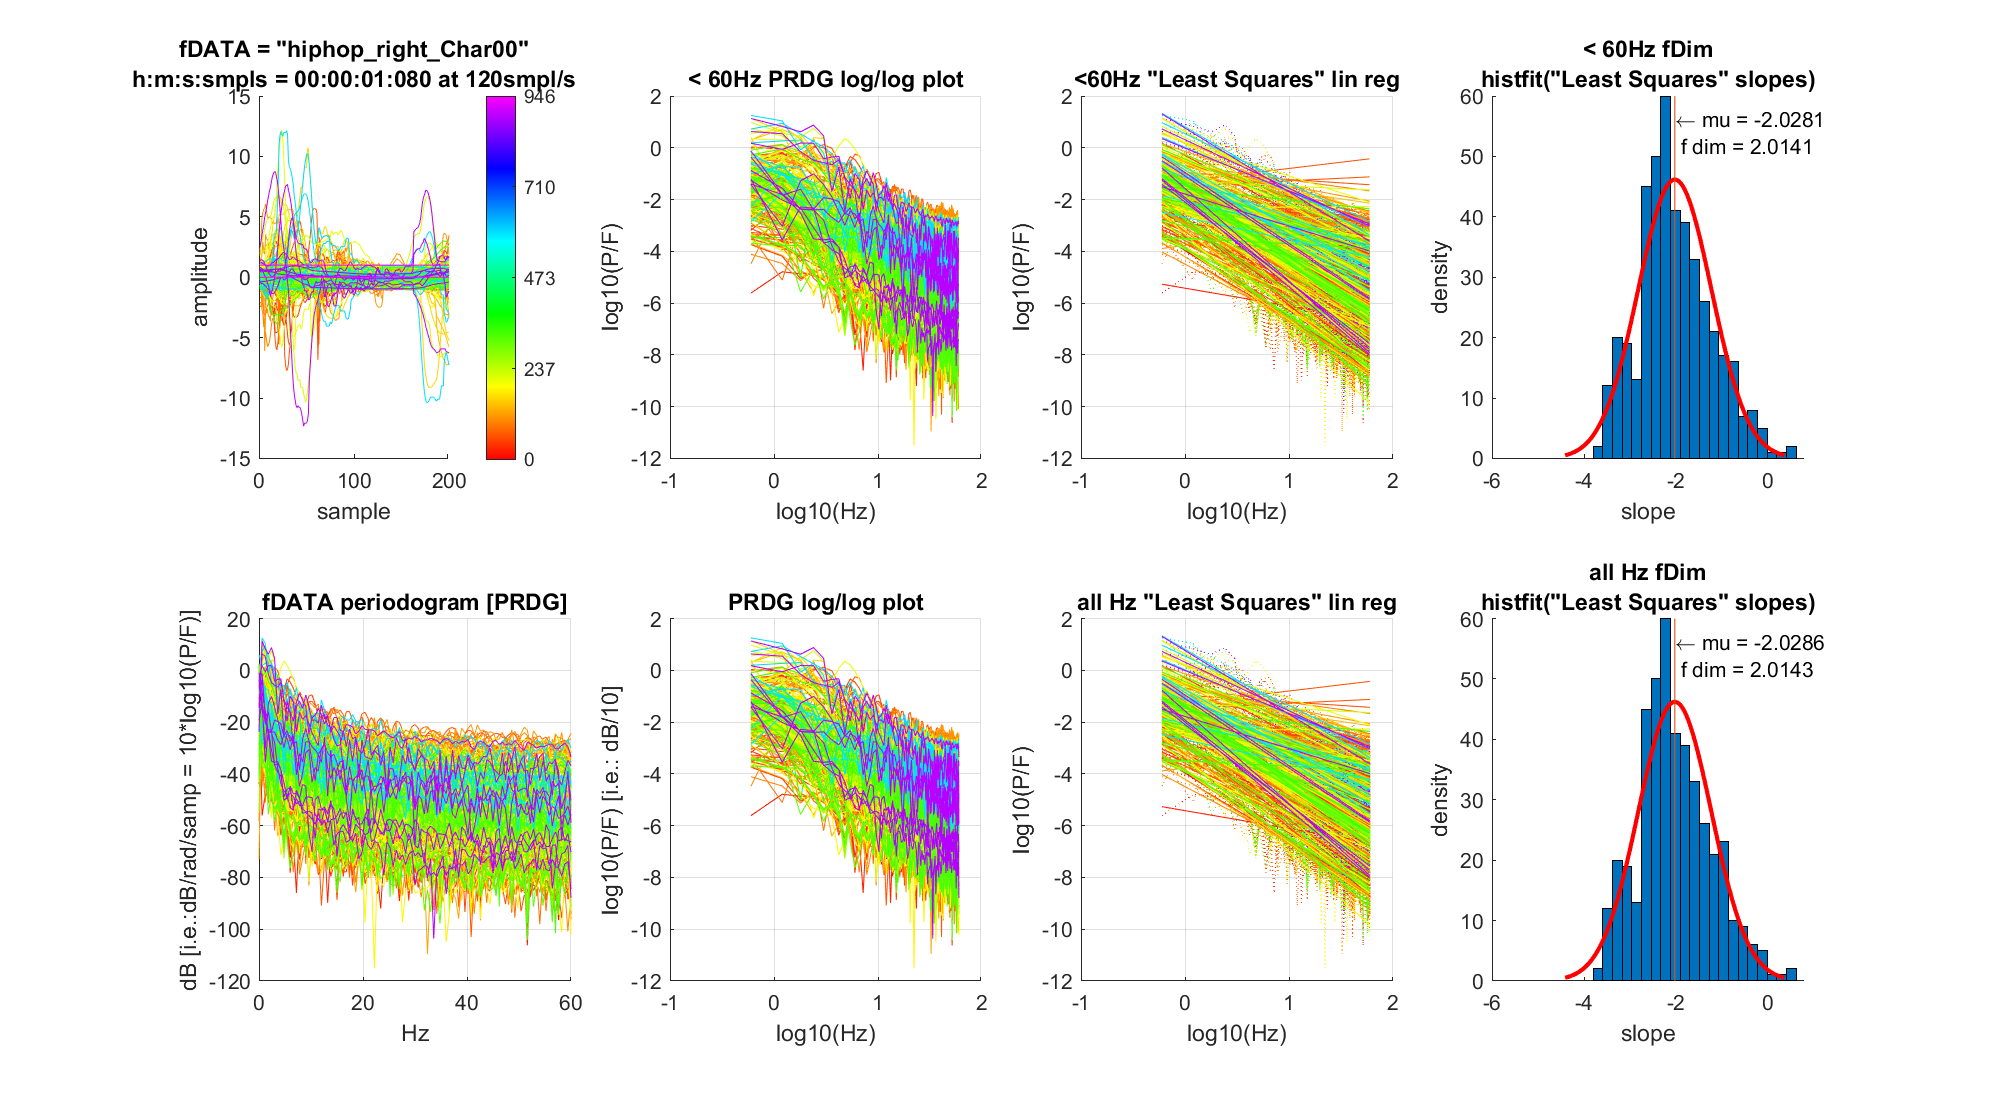 fDATA = "hiphop_right_Char00"
h:m:s:smpls = 00:00:01:080 at 120smpl/s
15
10
5
0
-5
-10
-15
amplitude
0 100 200
sample
946
710
473
237
0
< 60Hz PRDG log/log plot
2
0
-2
-4
-6
-8
-10
-12
log10(P/F)
-1 0 1 2
log10(Hz)
<60Hz "Least Squares" lin reg
2
0
-2
-4
-6
-8
-10
-12
log10(P/F)
-1 0 1 2
log10(Hz)
< 60Hz fDim
histfit("Least Squares" slopes)
60
50
40
30
20
10
0
density
← mu = -2.0281
f dim = 2.0141
-6 -4 -2 0
slope
fDATA periodogram [PRDG]
20
0
-20
-40
-60
-80
-100
-120
dB [i.e.:dB/rad/samp = 10*log10(P/F)]
0 20 40 60
Hz
PRDG log/log plot
2
0
-2
-4
-6
-8
-10
-12
log10(P/F) [i.e.: dB/10]
-1 0 1 2
log10(Hz)
all Hz "Least Squares" lin reg
2
0
-2
-4
-6
-8
-10
-12
log10(P/F)
-1 0 1 2
log10(Hz)
all Hz fDim
histfit("Least Squares" slopes)
60
50
40
30
20
10
0
density
← mu = -2.0286
f dim = 2.0143
-6 -4 -2 0
slope